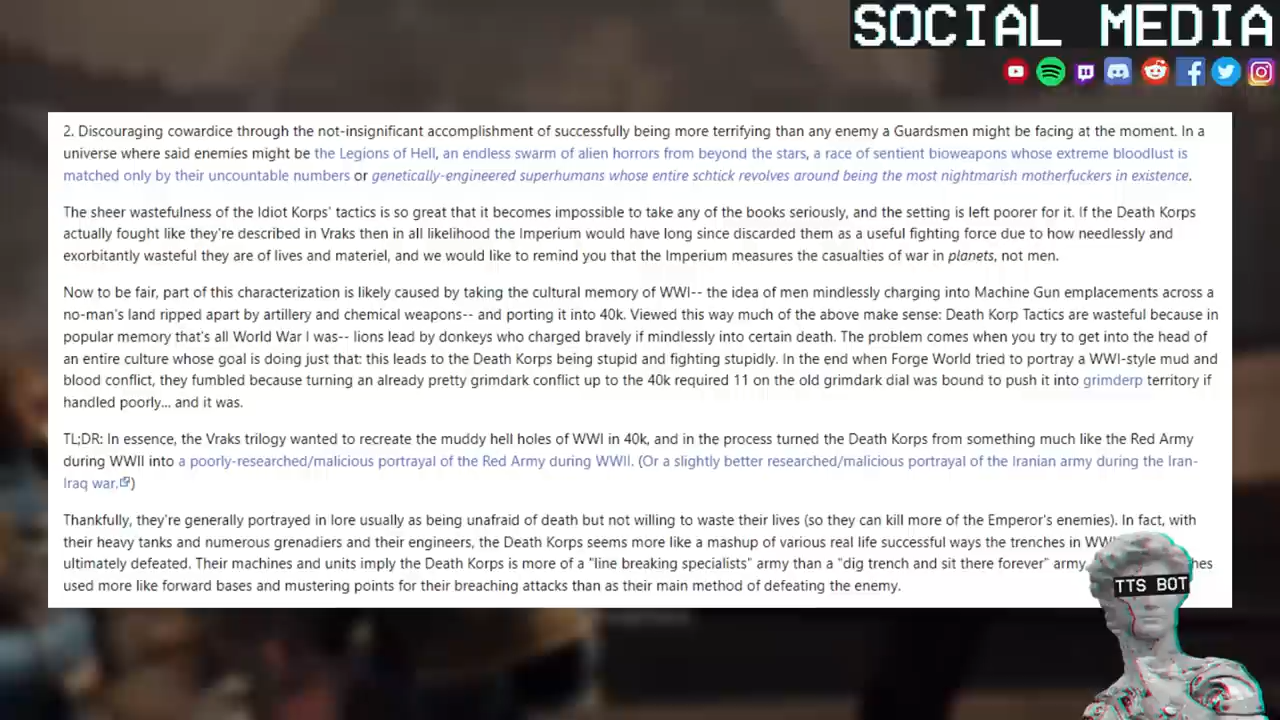 SOCIAL MEDIA
2. Discouraging cowardice through the not-insignificant accomplishment of successfully being more terrifying than any enemy a Guardsmen might be facing at the moment. In a
universe where said enemies might be the Legions of Hell, an endless swarm of alien horrors from beyond the stars, a race of sentient bioweapons whose extreme bloodlust is
matched only by their uncountable numbers or genetically-engineered superhumans whose entire schtick revolves around being the most nightmarish motherfuckers in existence.
The sheer wastefulness of the Idiot Korps' tactics is so great that it becomes impossible to take any of the books seriously, and the setting is left poorer for it. If the Death Korps
actually fought like they're described in Vraks then in all likelihood the Imperium would have long since discarded them as a useful fighting force due to how needlessly and
exorbitantly wasteful they are of lives and materiel, and we would like to remind you that the Imperium measures the casualties of war in planets, not men.
Now to be fair, part of this characterization is likely caused by taking the cultural memory of WWI-- the idea of men mindlessly charging into Machine Gun emplacements across a
no-man's land ripped apart by artillery and chemical weapons-- and porting it into 40k. Viewed this way much of the above make sense: Death Korp Tactics are wasteful because in
popular memory that's all World War I was-- lions lead by donkeys who charged bravely if mindlessly into certain death. The problem comes when you try to get into the head of
an entire culture whose goal is doing just that: this leads to the Death Korps being stupid and fighting stupidly. In the end when Forge World tried to portray a WWI-style mud and
blood conflict, they fumbled because turning an already pretty grimdark conflict up to the 40k required 11 on the old grimdark dial was bound to push it into grimderp territory if
handled poorly... and it was.
TL;DR: In essence, the Vraks trilogy wanted to recreate the muddy hell holes of WWI in 40k, and in the process turned the Death Korps from something much like the Red Army
during WWII into a poorly-researched/malicious portrayal of the Red Army during WWII. (Or a slightly better researched/malicious portrayal of the Iranian army during the Iran-
Iraq war.)
Thankfully, they're generally portrayed in lore usually as being unafraid of death but not willing to waste their lives (so they can kill more of the Emperor's enemies). In fact, with
their heavy tanks and numerous grenadiers and their engineers, the Death Korps seems more like a mashup of various real life successful ways the trenches in
ultimately defeated. Their machines and units imply the Death Korps is more of a "line breaking specialists" army than a "dig trench and sit there forever" army
used more like forward bases and mustering points for their breaching attacks than as their main method of defeating the enemy.
TTS BOT